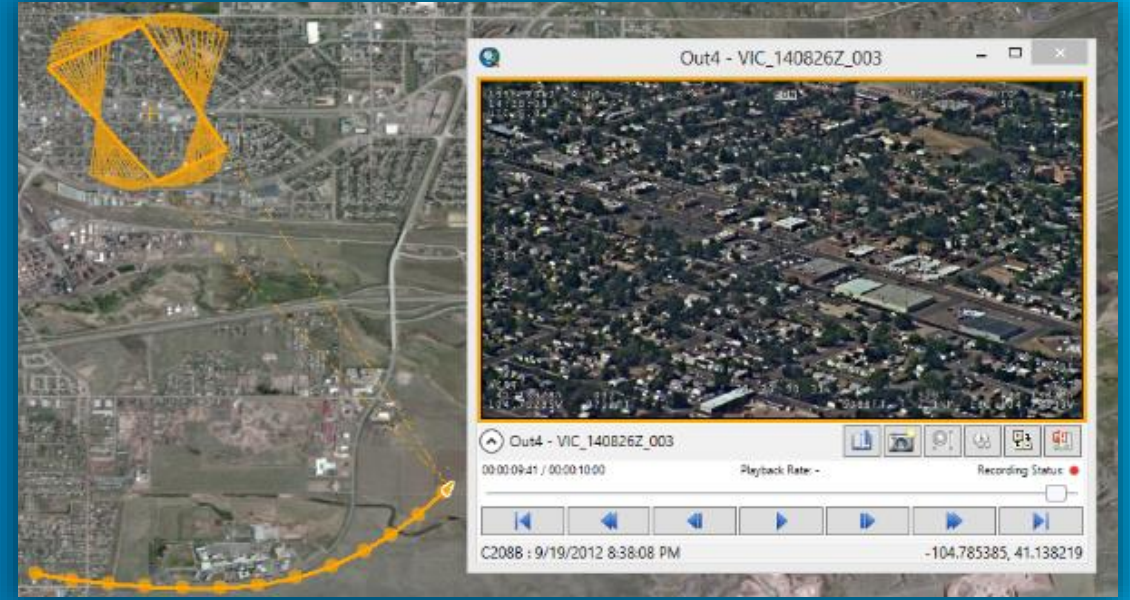 Out4 - VIC_140826Z_003
Out4 - VIC_140826Z_003
00:00:09:41 / 00:00:10:00 Playback Rate: - Recording Status:
C208B : 9/19/2012 8:38:08 PM -104.785385, 41.138219